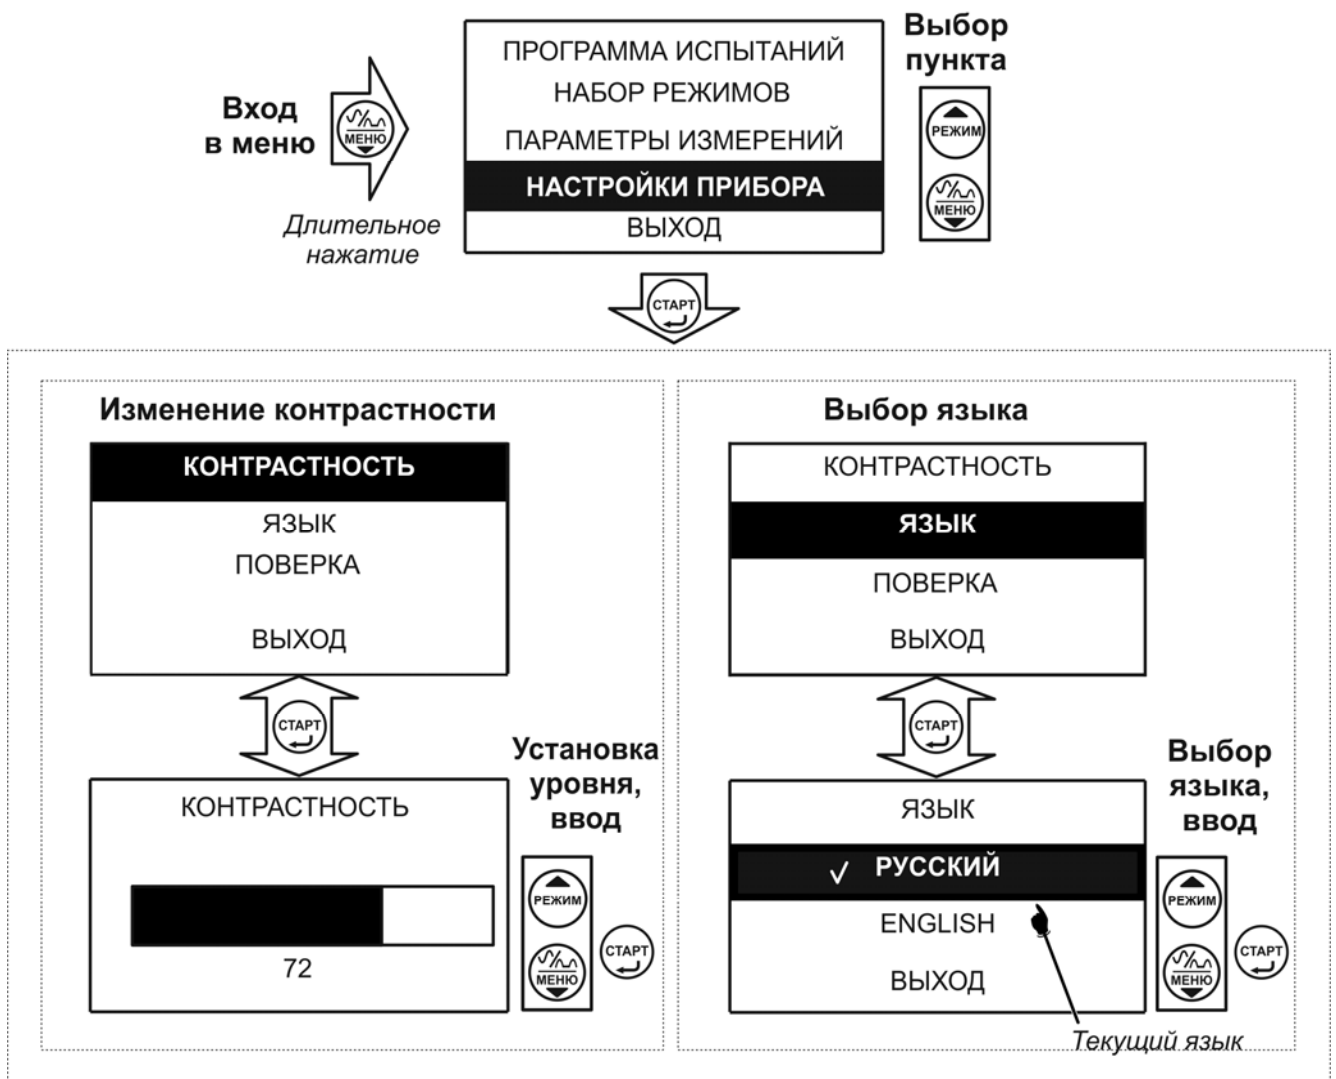 Вход
в меню
МЕНЮ
Длительное
нажатие
ПРОГРАММА ИСПЫТАНИЙ
НАБОР РЕЖИМОВ
ПАРАМЕТРЫ ИЗМЕРЕНИЙ
НАСТРОЙКИ ПРИБОРА
ВЫХОД
Выбор
пункта
РЕЖИМ
МЕНЮ
СТАРТ
Изменение контрастности
КОНТРАСТНОСТЬ
ЯЗЫК
ПОВЕРКА
ВЫХОД
СТАРТ
КОНТРАСТНОСТЬ
72
Установка
уровня,
ввод
РЕЖИМ
МЕНЮ
СТАРТ
Выбор языка
КОНТРАСТНОСТЬ
ЯЗЫК
ПОВЕРКА
ВЫХОД
СТАРТ
ЯЗЫК
✓ РУССКИЙ
ENGLISH
ВЫХОД
Выбор
языка,
ввод
РЕЖИМ
МЕНЮ
СТАРТ
Текущий язык